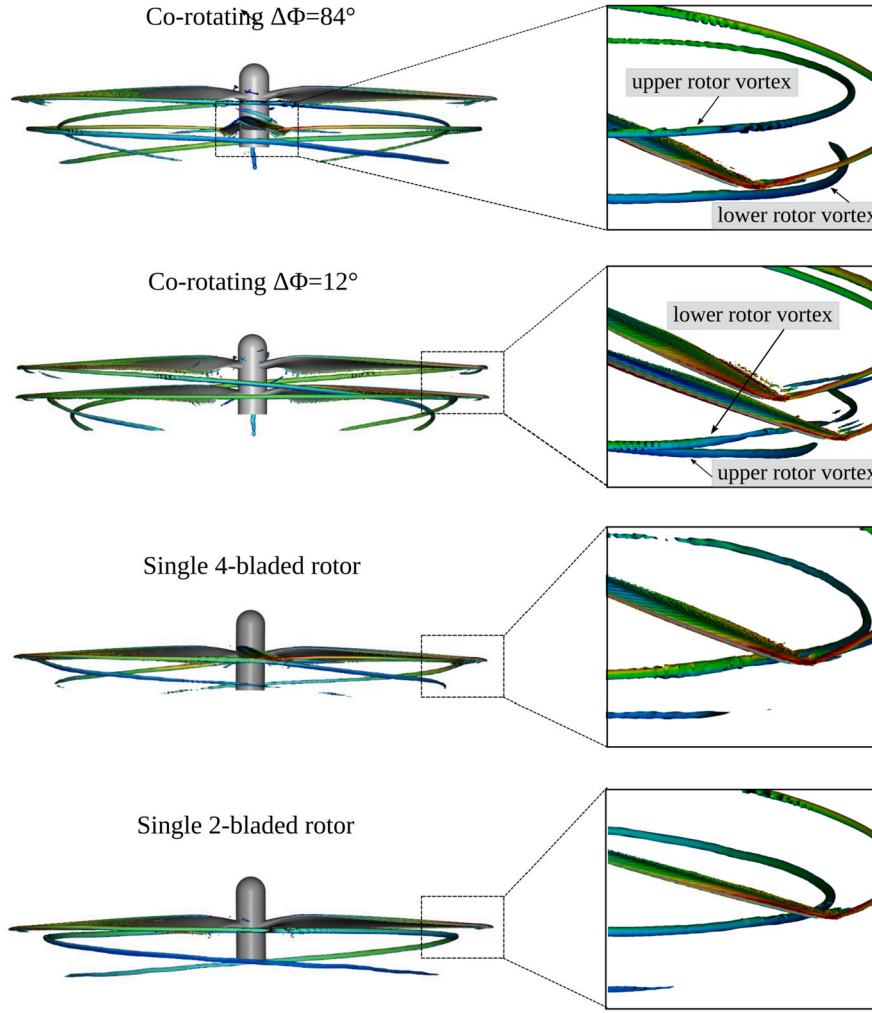 Co-rotating ΔΦ=84°
upper rotor vortex
lower rotor vortex
Co-rotating ΔΦ=12°
lower rotor vortex
upper rotor vortex
Single 4-bladed rotor
Single 2-bladed rotor